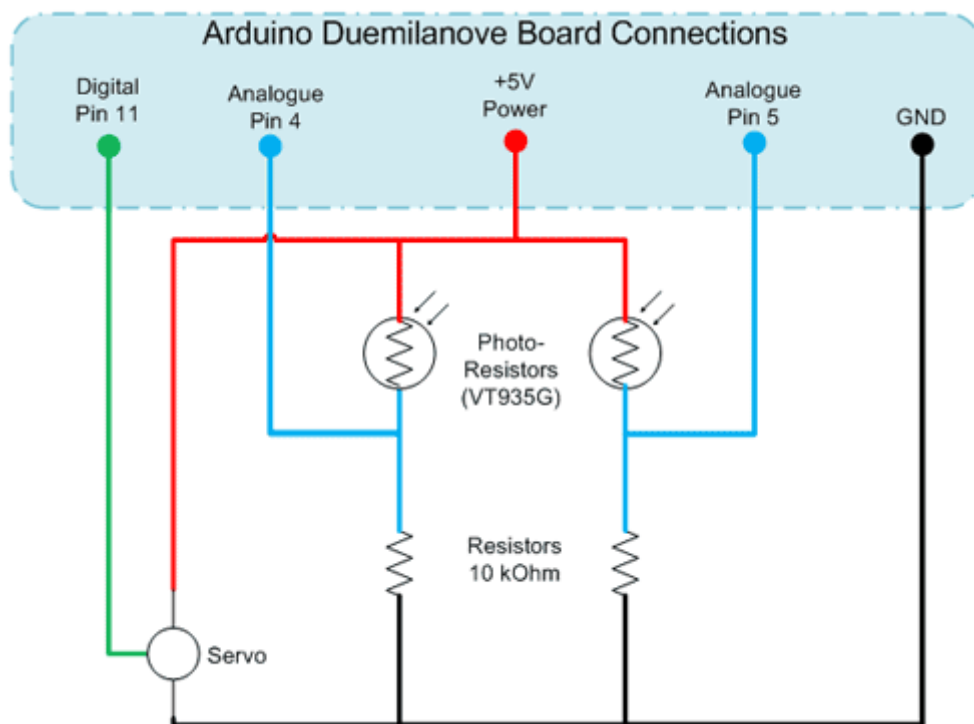 Arduino Duemilanove Board Connections
Digital
Pin 11
Analogue
Pin 4
+5V
Power
Analogue
Pin 5
GND
Photo-
Resistors
(VT935G)
Resistors
10 kOhm
Servo